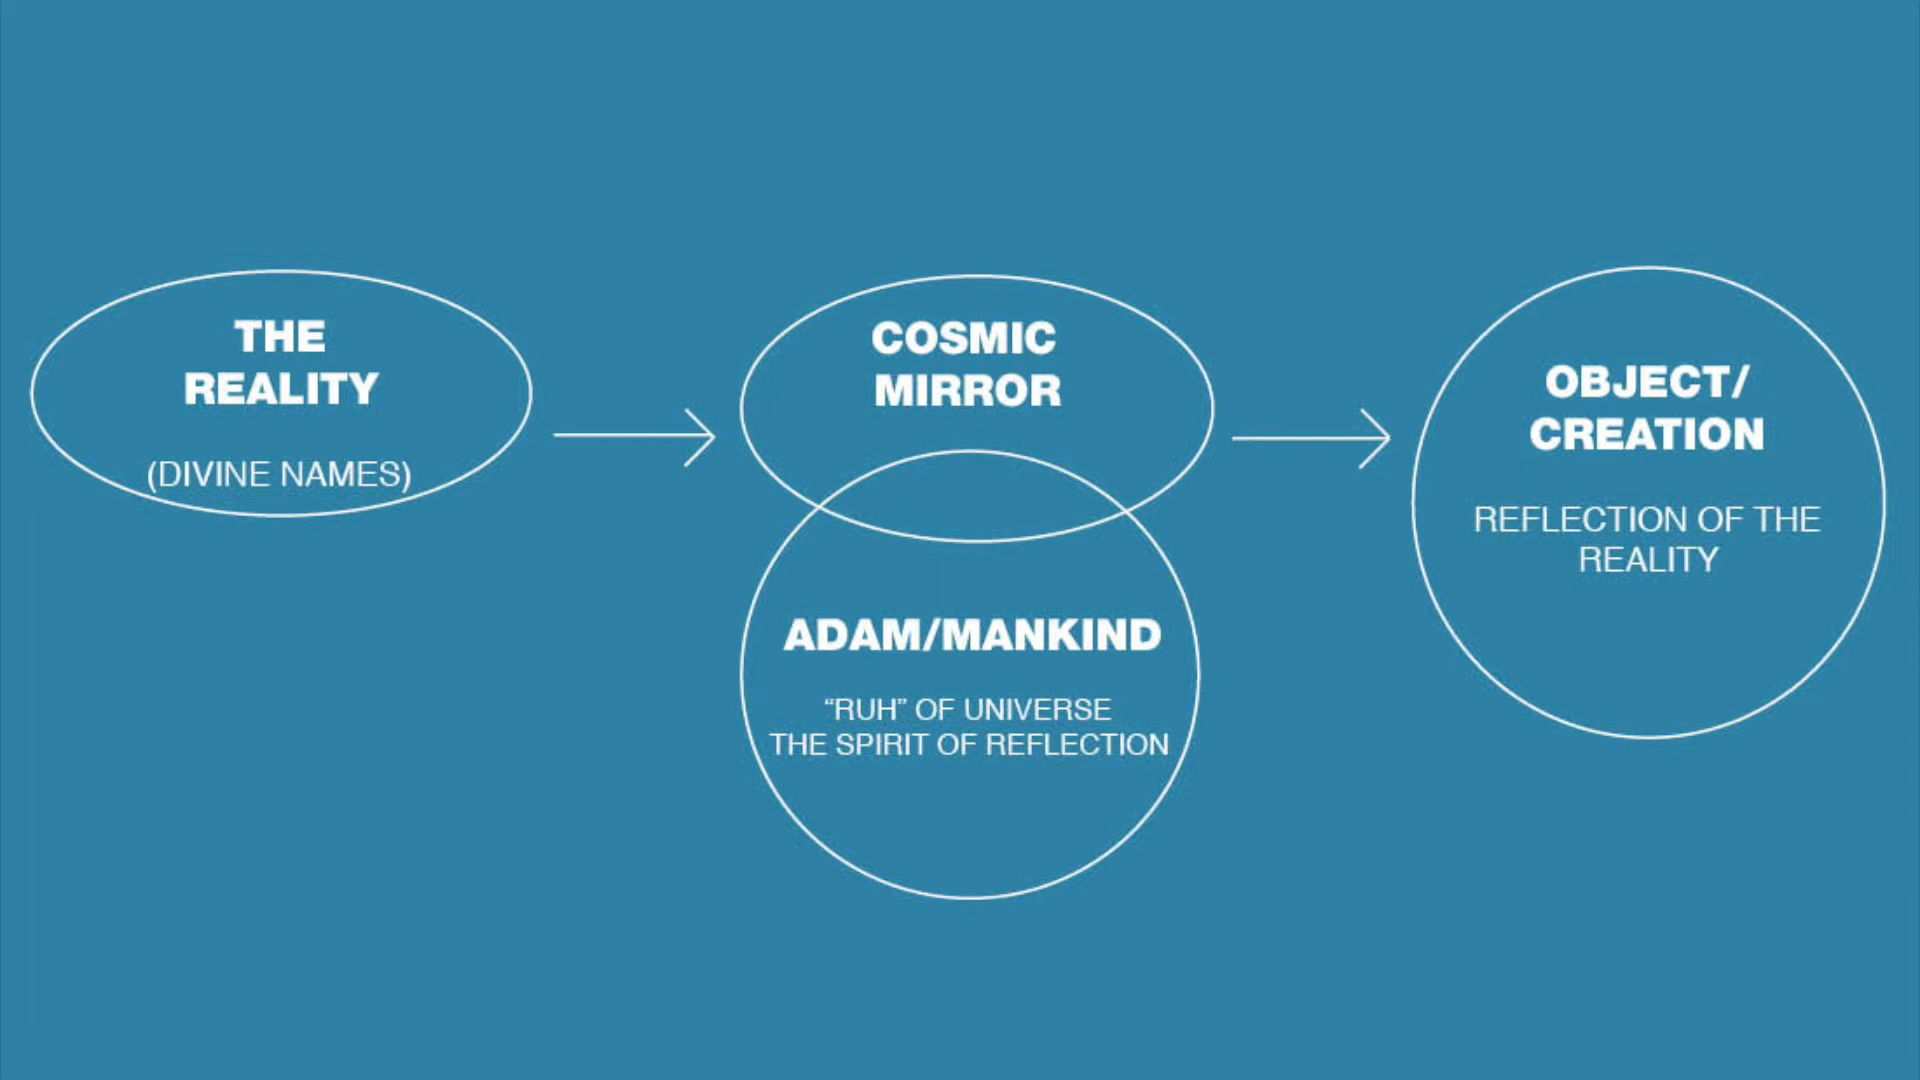 THE
REALITY
(DIVINE NAMES)
COSMIC
MIRROR
ADAM/MANKIND
“RUH” OF UNIVERSE
THE SPIRIT OF REFLECTION
OBJECT/
CREATION
REFLECTION OF THE
REALITY